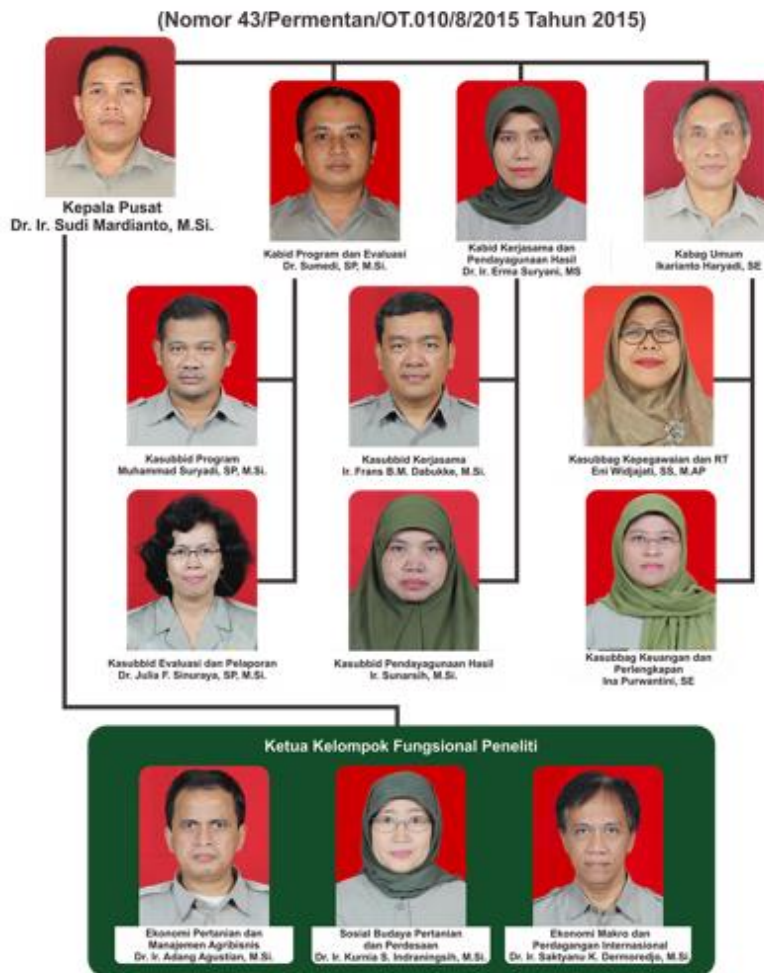 (Nomor 43/Permentan/OT.010/8/2015 Tahun 2015)
Kepala Pusat
Dr. Ir. Sudi Mardianto, M.Si.
Kabid Program dan Evaluasi
Dr. Sumedi, SP, M.Si.
Kabid Kerjasama dan
Pendayagunaan Hasil
Dr. Ir. Erma Suryani, MS
Kabag Umum
Ikarianto Haryadi, SE
Kasubbid Program
Muhammad Suryadi, SP, M.Si.
Kasubbid Kerjasama
Ir. Frans B.M. Dabukke, M.Si.
Kasubbag Kepegawaian dan RT
Eni Widjajati, SS, M.AP
Kasubbid Evaluasi dan Pelaporan
Dr. Julia F. Sinuraya, SP, M.Si.
Kasubbid Pendayagunaan Hasil
Ir. Sunarsih, M.Si.
Kasubbag Keuangan dan
Perlengkapan
Ina Purwantini, SE
Ketua Kelompok Fungsional Peneliti
Ekonomi Pertanian dan
Manajemen Agribisnis
Dr. Ir. Adang Agustian, M.Si.
Sosial Budaya Pertanian
dan Perdesaan
Dr. Ir. Kurnia S. Indraningsih, M.Si.
Ekonomi Makro dan
Perdagangan Internasional
Dr. Ir. Saktyanu K. Dermoredjo, M.Si.